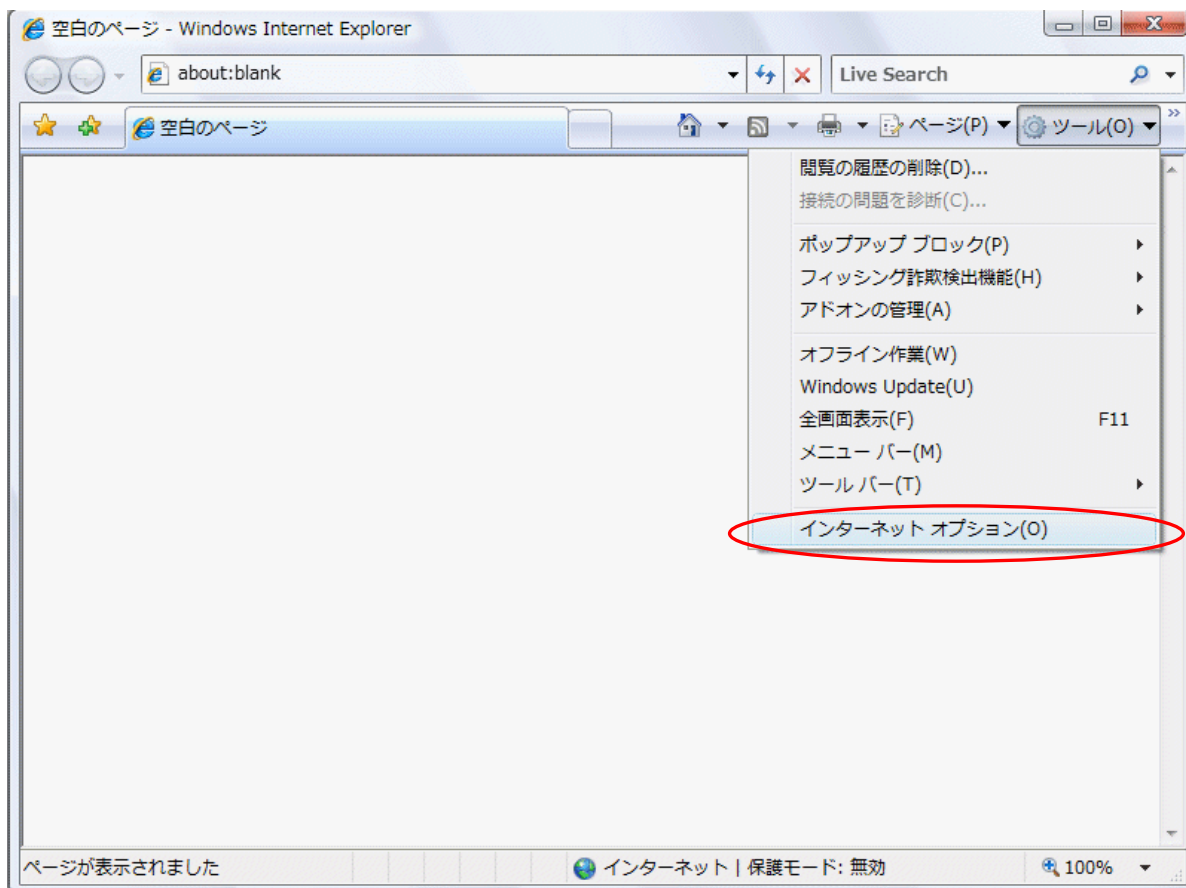 空白のページ - Windows Internet Explorer
about:blank
Live Search
空白のページ
ページ(P)
ツール(O)
閲覧の履歴の削除(D)...
接続の問題を診断(C)...
ポップアップ ブロック(P)
フィッシング詐欺検出機能(H)
アドオンの管理(A)
オフライン作業(W)
Windows Update(U)
全画面表示(F) F11
メニュー バー(M)
ツール バー(T)
インターネット オプション(O)
ページが表示されました
インターネット | 保護モード: 無効
100%